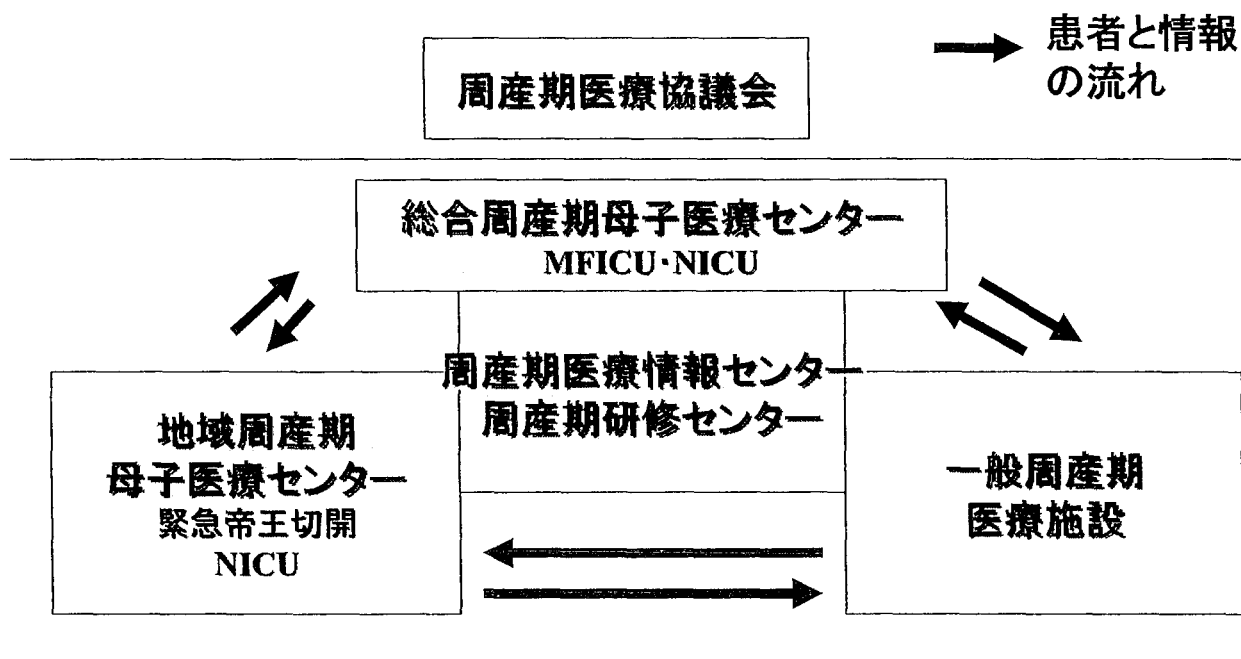 患者と情報
の流れ
周産期医療協議会
総合周産期母子医療センター
MFICU・NICU
周産期医療情報センター
周産期研修センター
地域周産期
母子医療センター
緊急帝王切開
NICU
一般周産期
医療施設